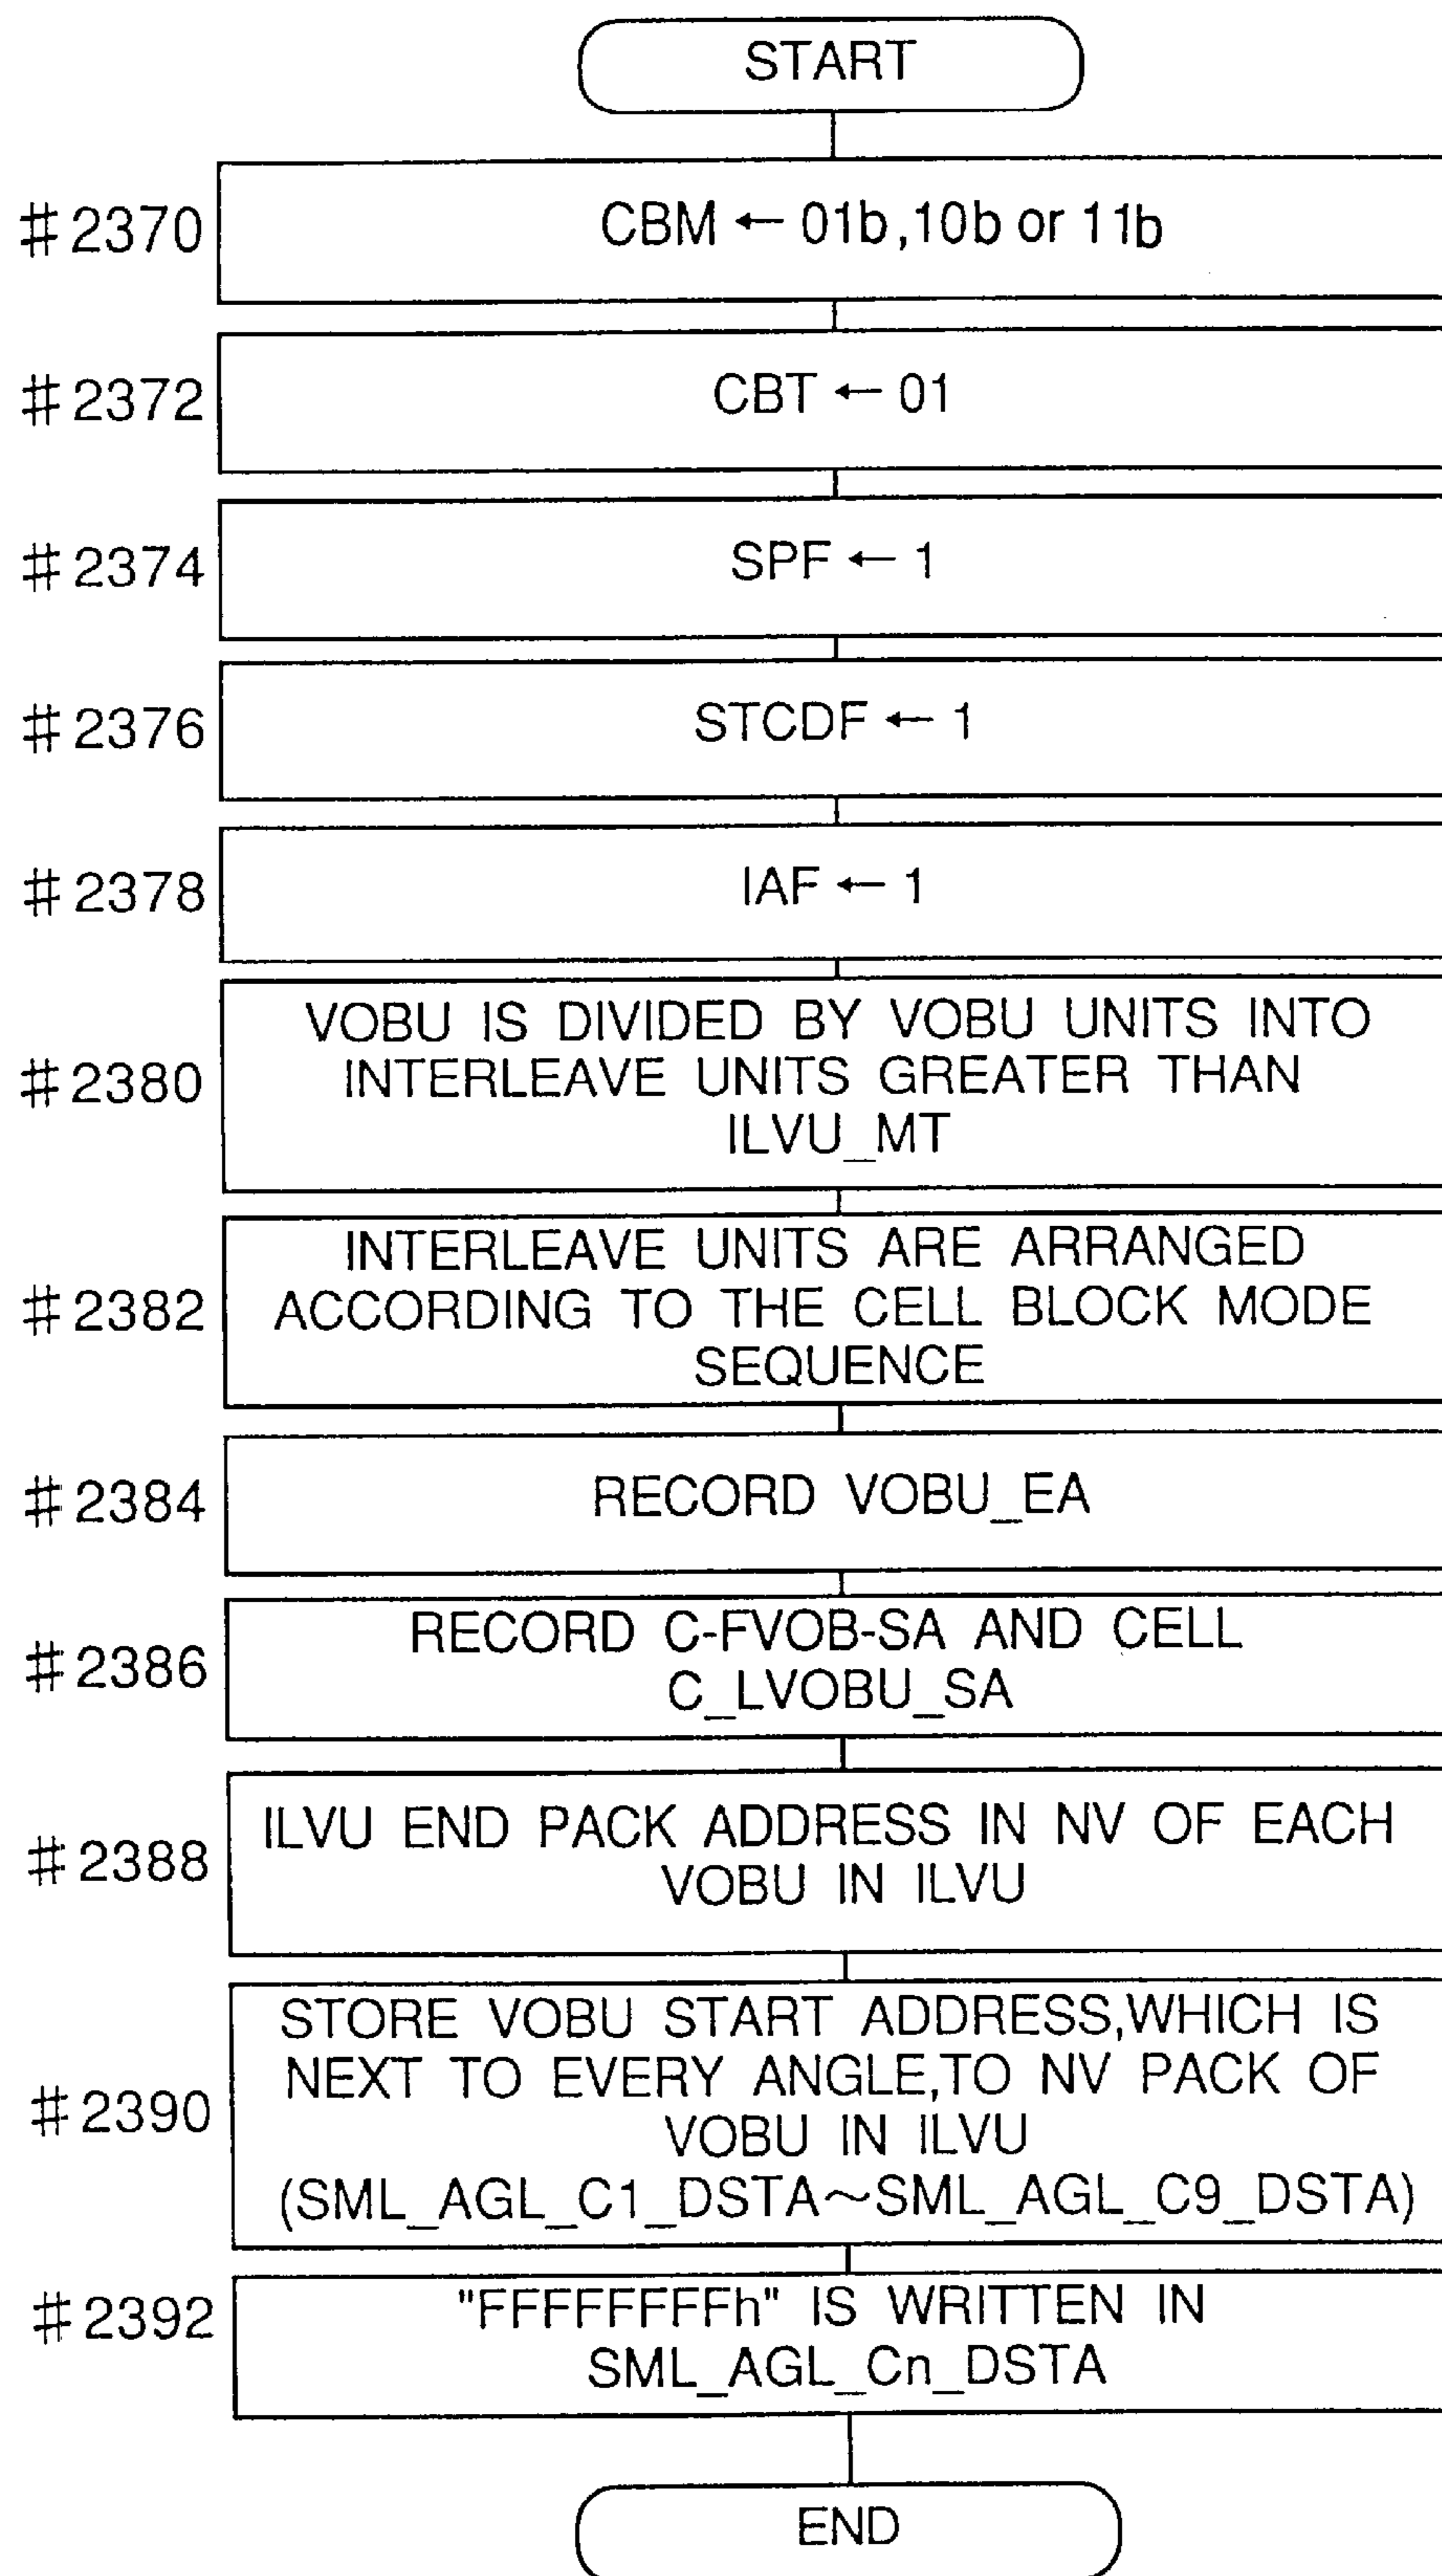 START
#2370
CBM ← 01b,10b or 11b
#2372
CBT ← 01
#2374
SPF ← 1
#2376
STCDF ← 1
#2378
IAF ← 1
#2380
VOBU IS DIVIDED BY VOBU UNITS INTO
INTERLEAVE UNITS GREATER THAN
ILVU_MT
#2382
INTERLEAVE UNITS ARE ARRANGED
ACCORDING TO THE CELL BLOCK MODE
SEQUENCE
#2384
RECORD VOBU_EA
#2386
RECORD C-FVOB-SA AND CELL
C_LVOBU_SA
#2388
ILVU END PACK ADDRESS IN NV OF EACH
VOBU IN ILVU
#2390
STORE VOBU START ADDRESS,WHICH IS
NEXT TO EVERY ANGLE,TO NV PACK OF
VOBU IN ILVU
(SML_AGL_C1_DSTA~SML_AGL_C9_DSTA)
#2392
"FFFFFFFFh" IS WRITTEN IN
SML_AGL_Cn_DSTA
END